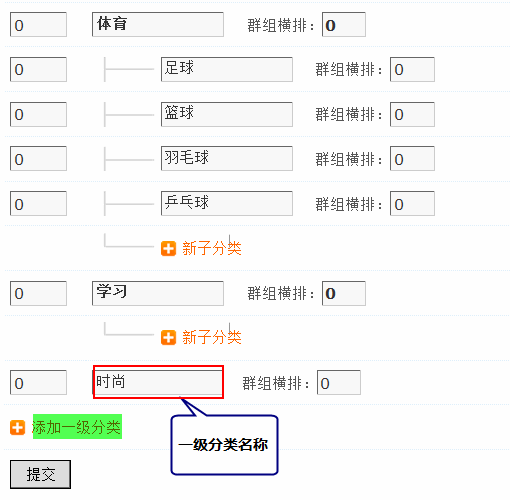 0 体育 群组横排：0
0 足球 群组横排：0
0 篮球 群组横排：0
0 羽毛球 群组横排：0
0 乒乓球 群组横排：0
新子分类
0 学习 群组横排：0
新子分类
0 时尚 群组横排：0
添加一级分类
一级分类名称
提交